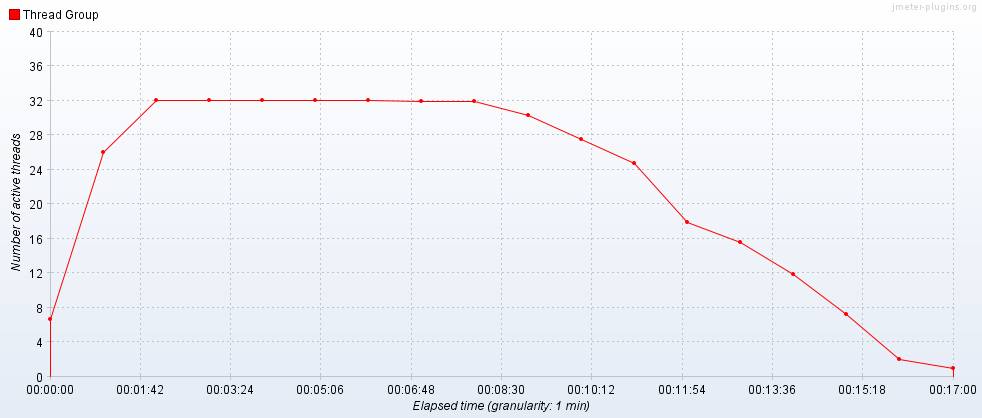 jmeter-plugins.org
Thread Group
40
36
32
28
24
20
16
12
8
4
0
Number of active threads
00:00:00 00:01:42 00:03:24 00:05:06 00:06:48 00:08:30 00:10:12 00:11:54 00:13:36 00:15:18 00:17:00
Elapsed time (granularity: 1 min)